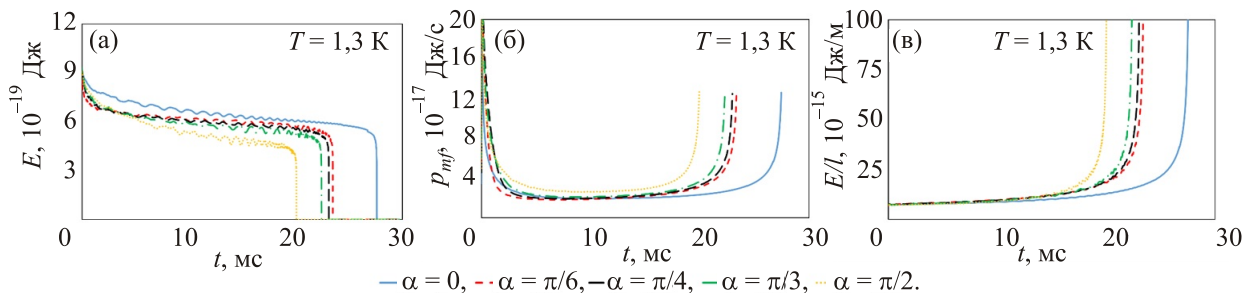 12
(а)
T = 1,3 К
9
6
3
E, 10⁻¹⁹ Дж
0 10 20 30
t, мс
20
(б)
T = 1,3 К
16
12
8
4
pmf, 10⁻¹⁷ Дж/с
0 10 20 30
t, мс
100
(в)
T = 1,3 К
75
50
25
E/l, 10⁻¹⁵ Дж/м
0 10 20 30
t, мс
α = 0, α = π/6, α = π/4, α = π/3, α = π/2.